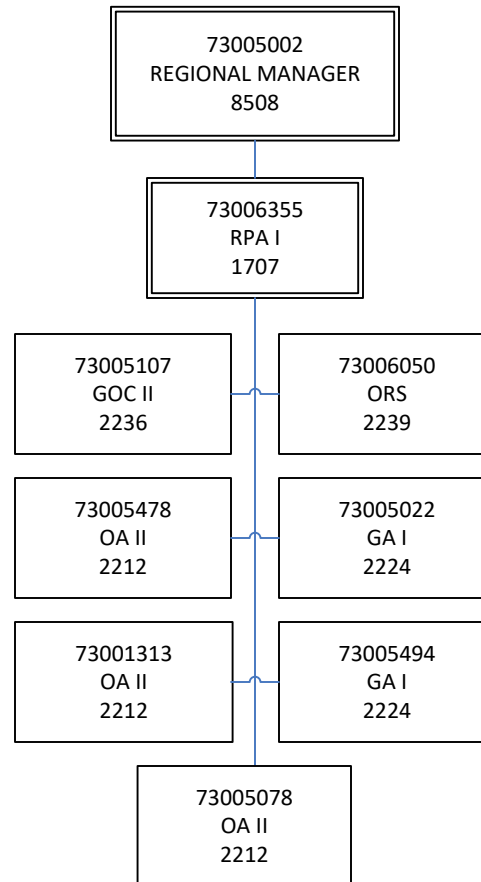 73005002
REGIONAL MANAGER
8508
73006355
RPA I
1707
73005107
GOC II
2236
73006050
ORS
2239
73005478
OA II
2212
73005022
GA I
2224
73001313
OA II
2212
73005494
GA I
2224
73005078
OA II
2212